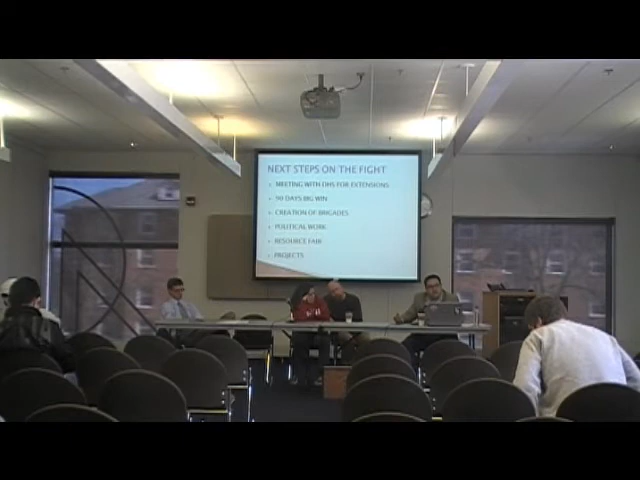 NEXT STEPS ON THE FIGHT
MEETING WITH DHS FOR EXTENSIONS
90 DAYS BIG WIN
CREATION OF BRIGADES
POLITICAL WORK
RESOURCE FAIR
PROJECTS